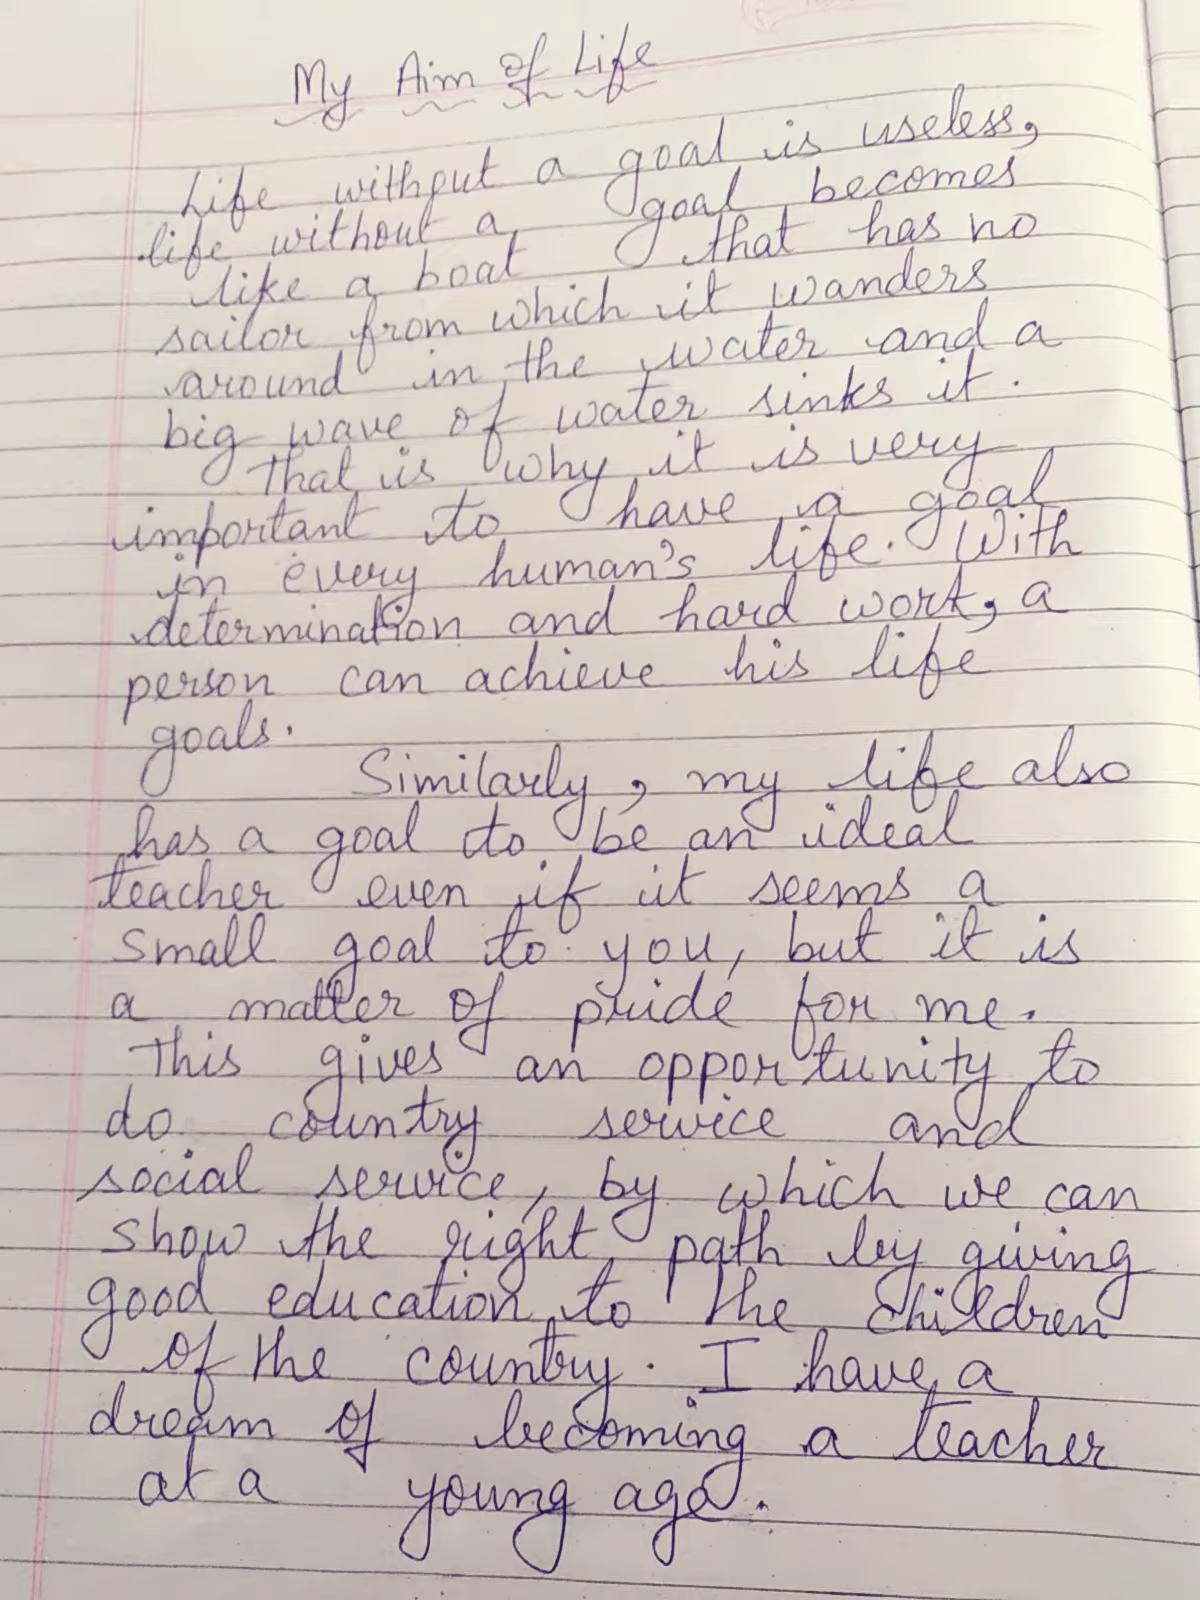 My Aim of Life
Life without a goal is useless,
life without a goal becomes
like a boat that has no
sailor from which it wanders
around in the water and a
big wave of water sinks it.
That is why it is very
important to have a goal
in every human's life. With
determination and hard work, a
person can achieve his life
goals.
Similarly, my life also
has a goal to be an ideal
teacher even if it seems a
small goal to you, but it is
a matter of pride for me.
This gives an opportunity to
do country service and
social service, by which we can
show the right path by giving
good education to the children
of the country. I have a
dream of becoming a teacher
at a young age.